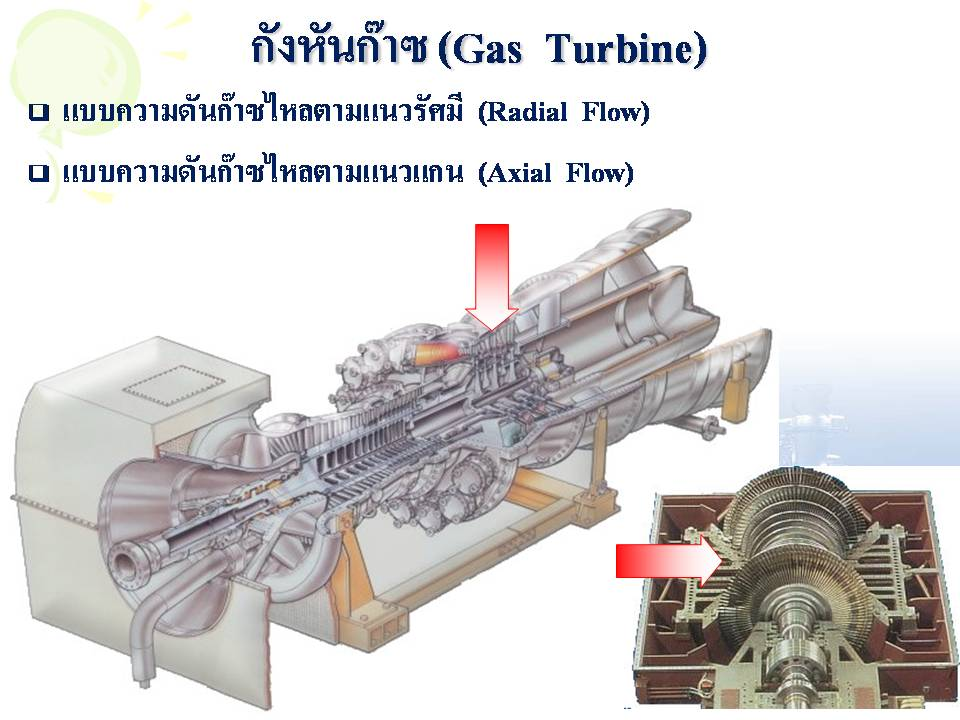 กังหันก๊าซ (Gas Turbine)
❑ แบบความดันก๊าซไหลตามแนวรัศมี (Radial Flow)
❑ แบบความดันก๊าซไหลตามแนวแกน (Axial Flow)